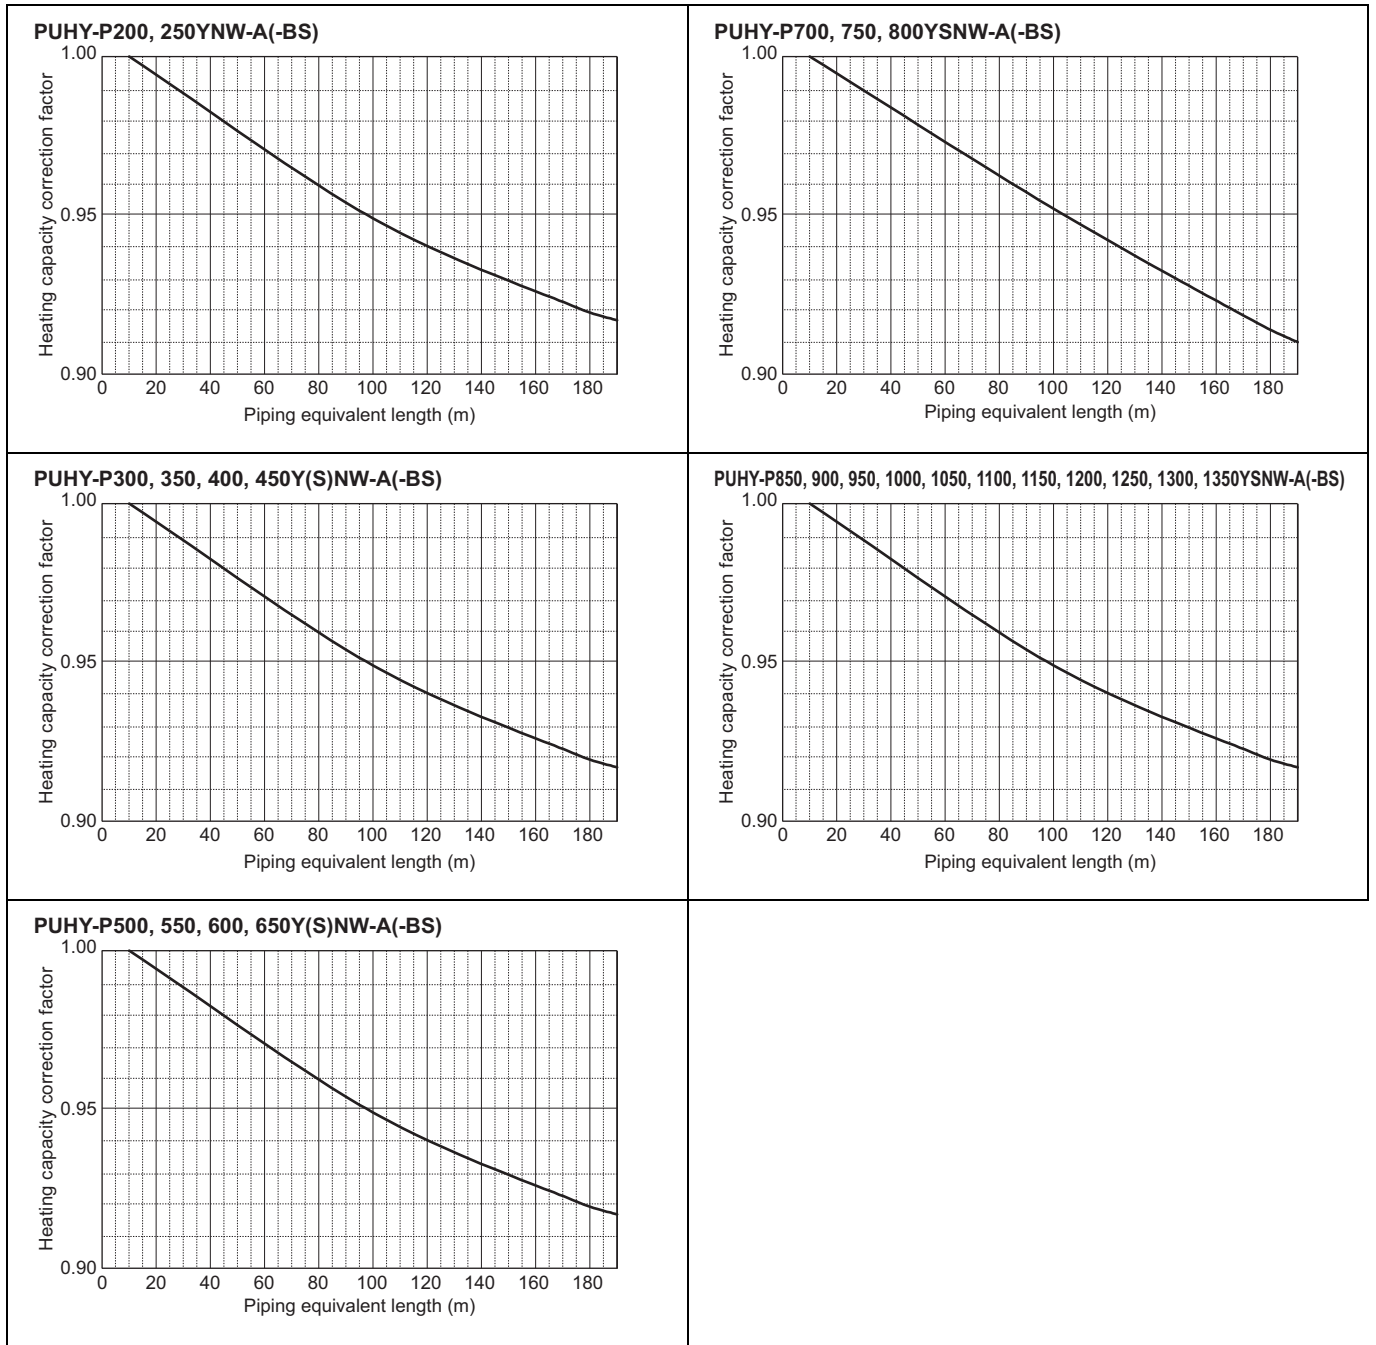 PUHY-P200, 250YNW-A(-BS)
Heating capacity correction factor
1.00
0.95
0.90
0 20 40 60 80 100 120 140 160 180
Piping equivalent length (m)
PUHY-P700, 750, 800YSNW-A(-BS)
Heating capacity correction factor
1.00
0.95
0.90
0 20 40 60 80 100 120 140 160 180
Piping equivalent length (m)
PUHY-P300, 350, 400, 450Y(S)NW-A(-BS)
Heating capacity correction factor
1.00
0.95
0.90
0 20 40 60 80 100 120 140 160 180
Piping equivalent length (m)
PUHY-P850, 900, 950, 1000, 1050, 1100, 1150, 1200, 1250, 1300, 1350YSNW-A(-BS)
Heating capacity correction factor
1.00
0.95
0.90
0 20 40 60 80 100 120 140 160 180
Piping equivalent length (m)
PUHY-P500, 550, 600, 650Y(S)NW-A(-BS)
Heating capacity correction factor
1.00
0.95
0.90
0 20 40 60 80 100 120 140 160 180
Piping equivalent length (m)